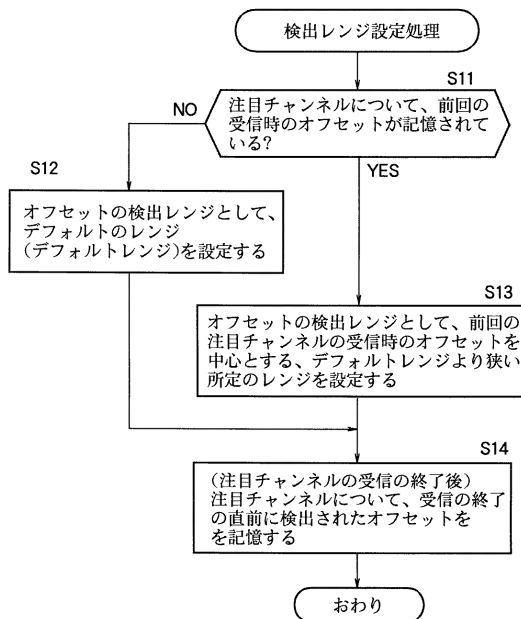 検出レンジ設定処理
S11
注目チャンネルについて、前回の
受信時のオフセットが記憶されて
いる?
NO
YES
S12
オフセットの検出レンジとして、
デフォルトのレンジ
(デフォルトレンジ)を設定する
S13
オフセットの検出レンジとして、前回の
注目チャンネルの受信時のオフセットを
中心とする、デフォルトレンジより狭い
所定のレンジを設定する
S14
(注目チャンネルの受信の終了後)
注目チャンネルについて、受信の終了
の直前に検出されたオフセットを
を記憶する
おわり